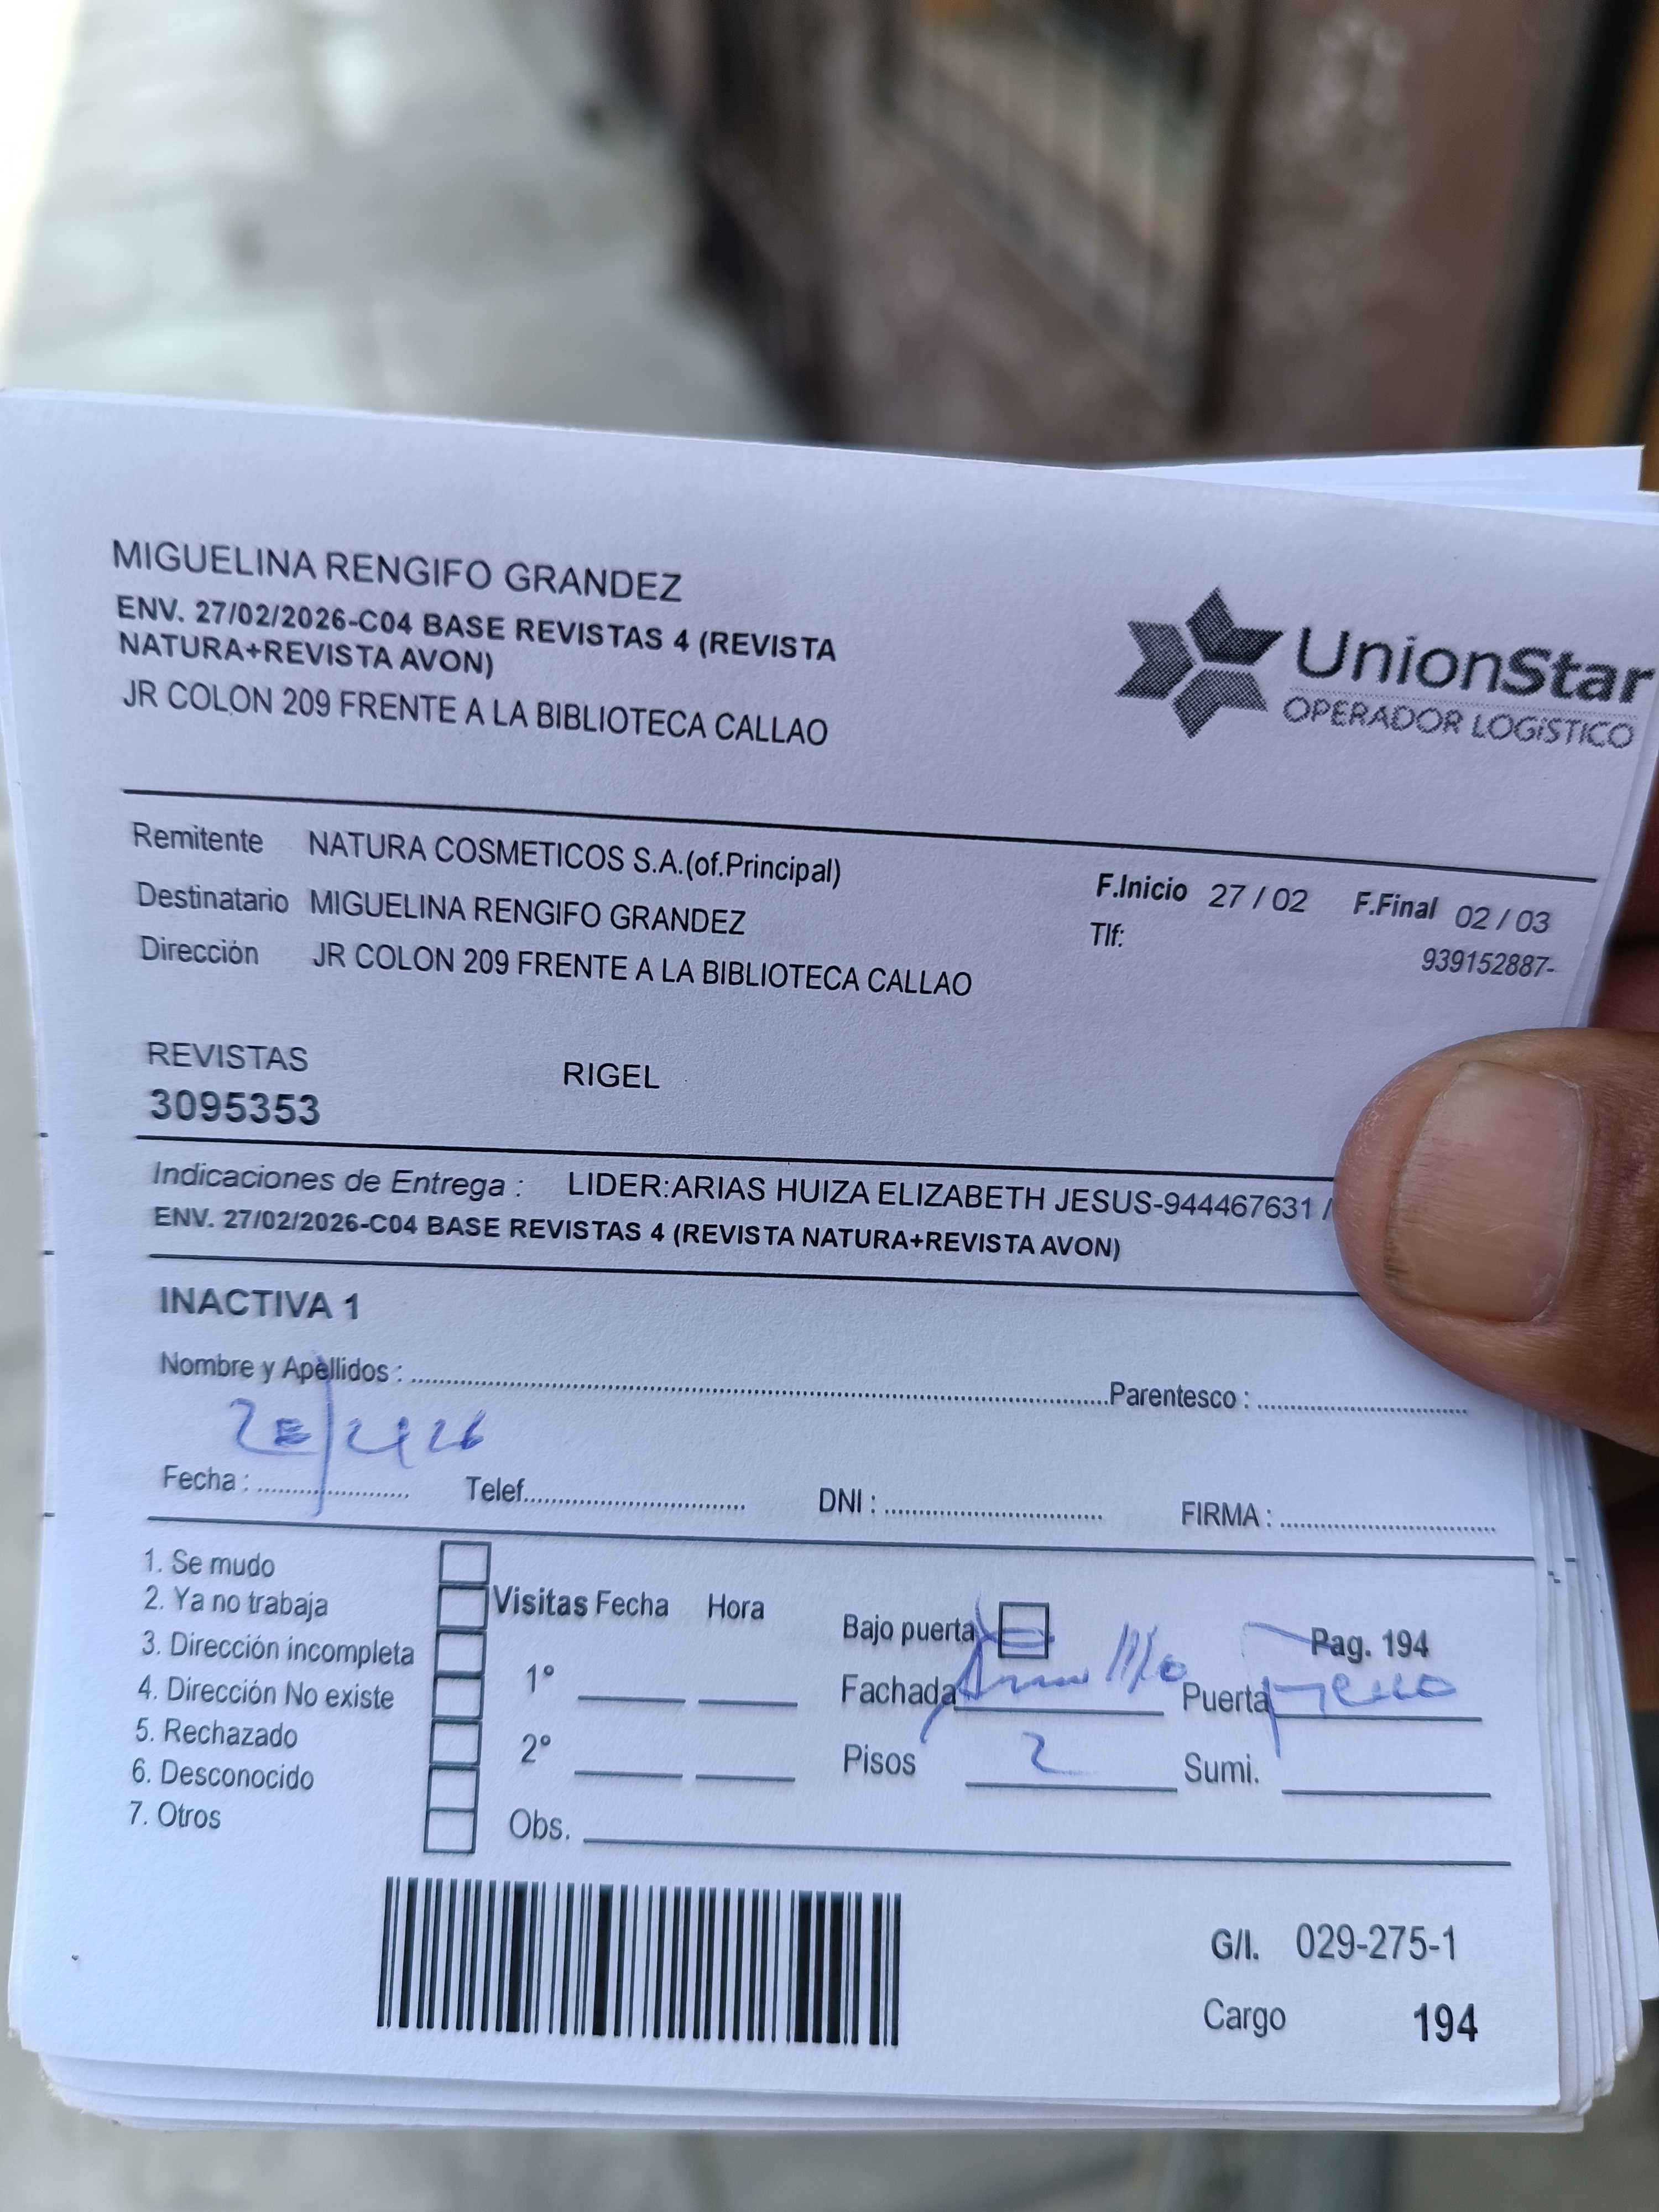 MIGUELINA RENGIFO GRANDEZ
ENV. 27/02/2026-C04 BASE REVISTAS 4 (REVISTA
NATURA+REVISTA AVON)
JR COLON 209 FRENTE A LA BIBLIOTECA CALLAO
UnionStar
OPERADOR LOGíSTICO
Remitente NATURA COSMETICOS S.A.(of.Principal)
F.Inicio 27 / 02 F.Final 02 / 03
Destinatario MIGUELINA RENGIFO GRANDEZ
Tlf: 939152887-
Dirección JR COLON 209 FRENTE A LA BIBLIOTECA CALLAO
REVISTAS RIGEL
3095353
Indicaciones de Entrega : LIDER:ARIAS HUIZA ELIZABETH JESUS-944467631 /
ENV. 27/02/2026-C04 BASE REVISTAS 4 (REVISTA NATURA+REVISTA AVON)
INACTIVA 1
Nombre y Apellidos : Parentesco :
Fecha : Telef. DNI : FIRMA :
1. Se mudo
2. Ya no trabaja
3. Dirección incompleta
4. Dirección No existe
5. Rechazado
6. Desconocido
7. Otros
Visitas Fecha Hora
1°
2°
Obs.
Bajo puerta Pag. 194
Fachada Puerta
Pisos 2 Sumi.
G/I. 029-275-1
Cargo 194